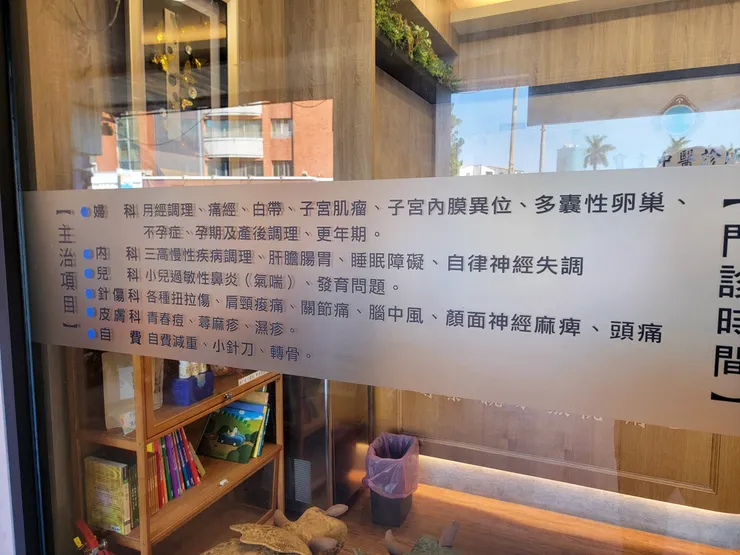 【主治項目】
婦科 月經調理、痛經、白帶、子宮肌瘤、子宮內膜異位、多囊性卵巢、
不孕症、孕期及產後調理、更年期。
內科 三高慢性疾病調理、肝膽腸胃、睡眠障礙、自律神經失調
兒科 小兒過敏性鼻炎（氣喘）、發育問題。
針傷科 各種扭拉傷、肩頸痠痛、關節痛、腦中風、顏面神經麻痺、頭痛
皮膚科 青春痘、蕁麻疹、濕疹。
自費 自費減重、小針刀、轉骨。
【門診時間】
中醫診所